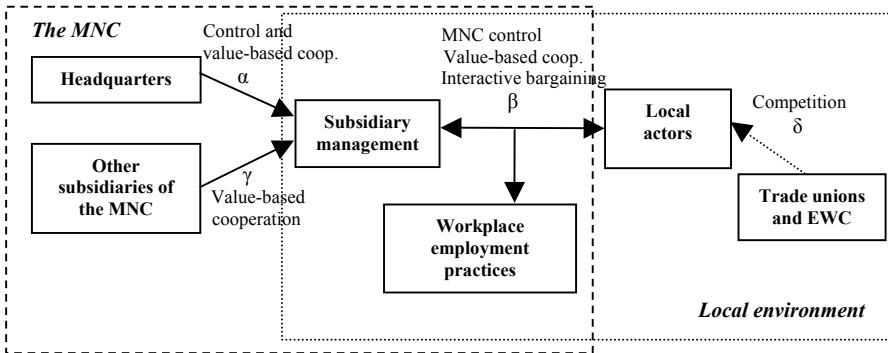 The MNC
Control and
value-based coop.
α
Headquarters
MNC control
Value-based coop.
Interactive bargaining
β
Subsidiary
management
Local
actors
Competition
δ
Other
subsidiaries of
the MNC
γ
Value-based
cooperation
Workplace
employment
practices
Trade unions
and EWC
Local environment